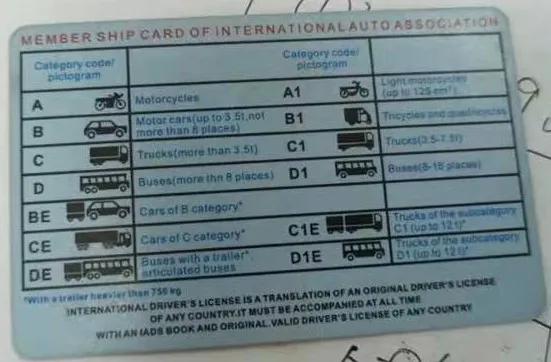 MEMBER SHIP CARD OF INTERNATIONAL AUTO ASSOCIATION
Category code/ pictogram
Category code/ pictogram
A Motorcycles A1 Light motorcycles (up to 125 cm³)
B Motor cars(up to 3.5t,not more than 8 places) B1 Tricycles and quadricycles
C Trucks(more than 3.5t) C1 Trucks(3.5-7.5t)
D Buses(more thn 8 places) D1 Buses(8-16 places)
BE Cars of B category*
CE Cars of C category* C1E Trucks of the subcategory C1 (up to 12t)*
DE Buses with a trailer*, articulated buses D1E Trucks of the subcategory D1 (up to 12t)*
*With a trailer heavier than 750 kg
INTERNATIONAL DRIVER'S LICENSE IS A TRANSLATION OF AN ORIGINAL DRIVER'S LICENSE
OF ANY COUNTRY.IT MUST BE ACCOMPANIED AT ALL TIME
WITH AN IADS BOOK AND ORIGINAL.VALID DRIVER'S LICENSE OF ANY COUNTRY